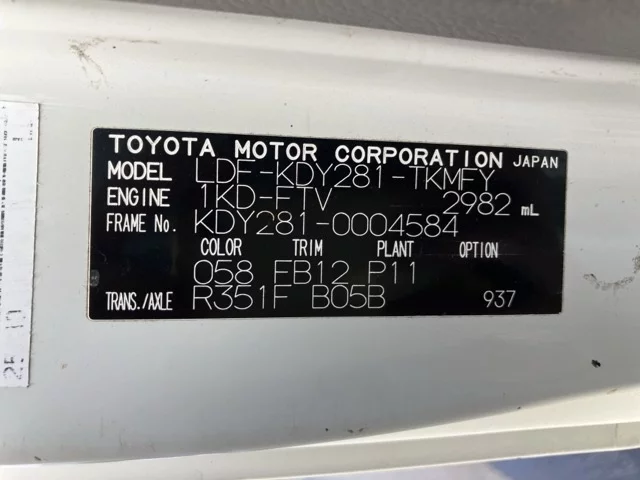 TOYOTA MOTOR CORPORATION JAPAN
MODEL LDF-KDY281-TKMFY
ENGINE 1KD-FTV 2982 mL
FRAME No. KDY281-0004584
COLOR TRIM PLANT OPTION
058 FB12 P11
TRANS./AXLE R351F B05B 937